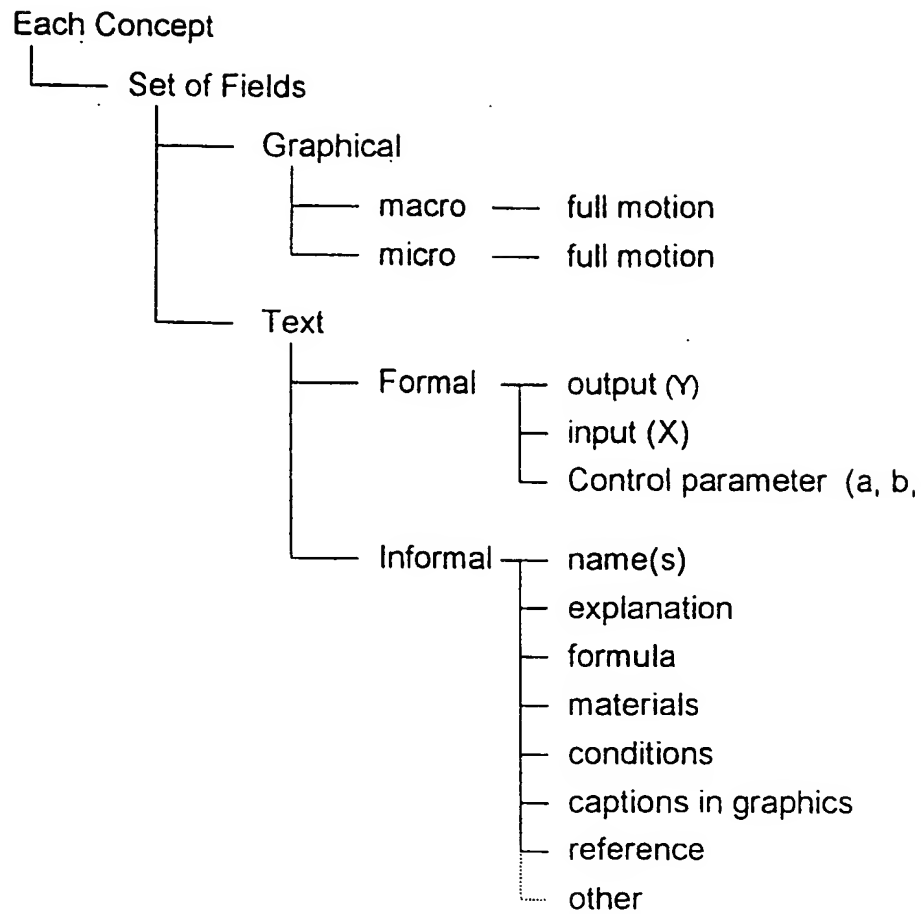 Each Concept
Set of Fields
Graphical
macro — full motion
micro — full motion
Text
Formal output (Y)
input (X)
Control parameter (a, b,
Informal name(s)
explanation
formula
materials
conditions
captions in graphics
reference
other